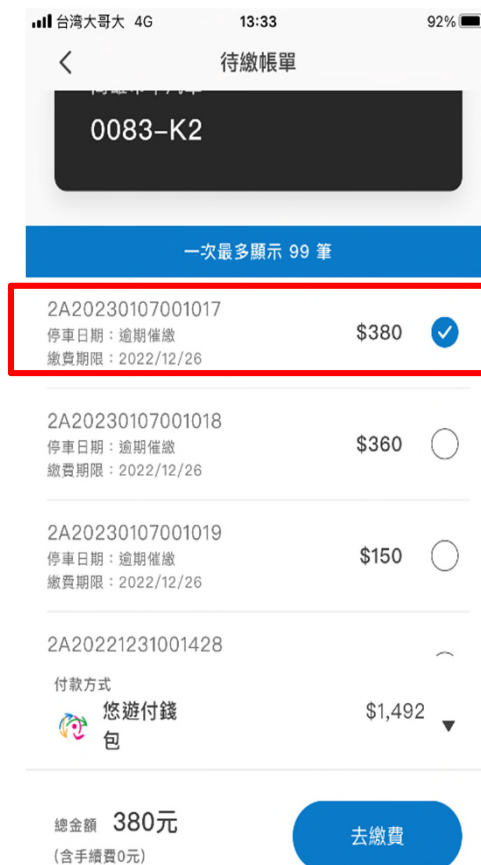 台湾大哥大 4G 13:33 92%
待繳帳單
0083-K2
一次最多顯示 99 筆
2A20230107001017
停車日期：逾期催繳
繳費期限：2022/12/26
$380
2A20230107001018
停車日期：逾期催繳
繳費期限：2022/12/26
$360
2A20230107001019
停車日期：逾期催繳
繳費期限：2022/12/26
$150
2A20221231001428
付款方式
悠遊付錢
包
$1,492
總金額 380元
(含手續費0元)
去繳費